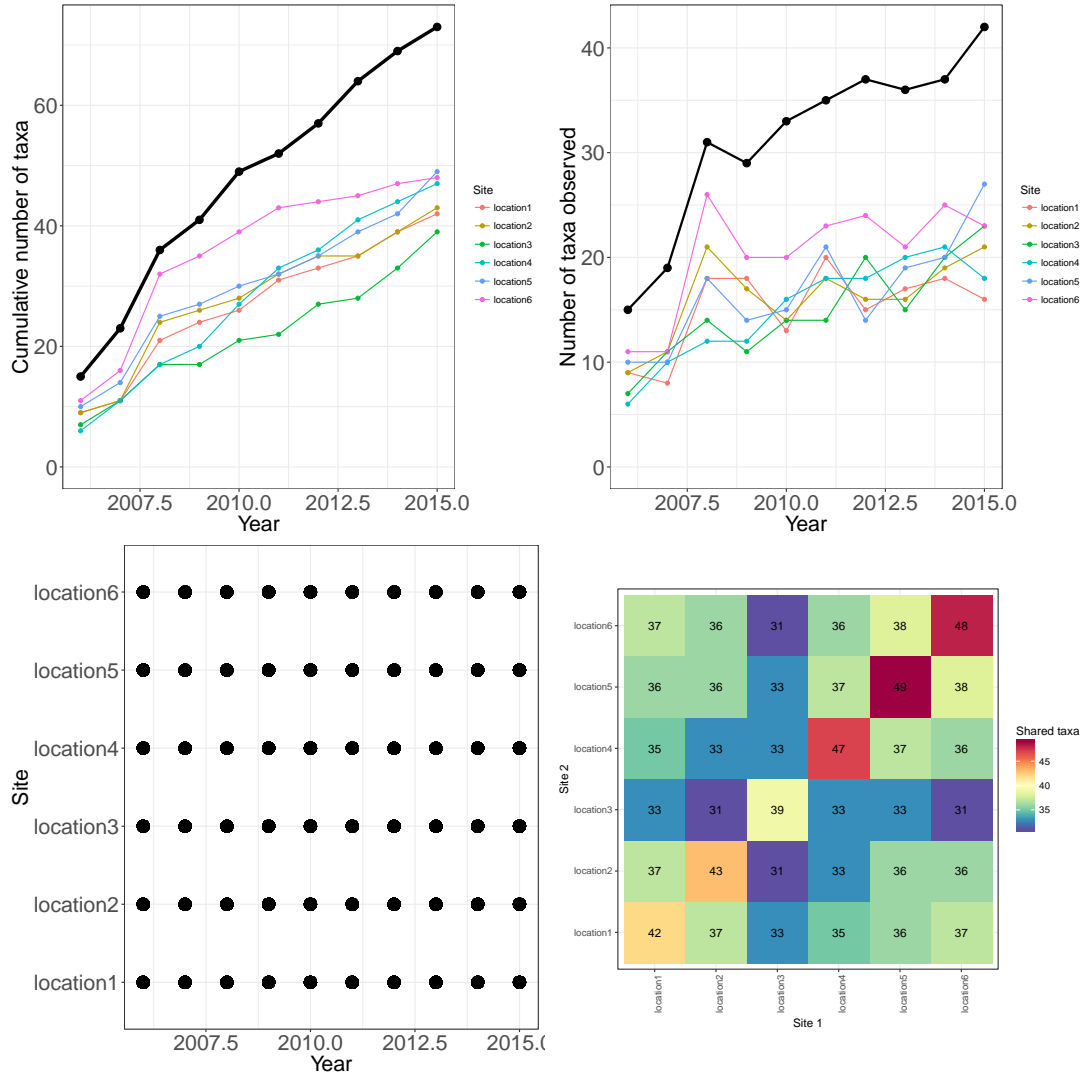 Cumulative number of taxa
60
40
20
0
2007.5 2010.0 2012.5 2015.0
Year
Site
location1
location2
location3
location4
location5
location6
Number of taxa observed
40
30
20
10
0
2007.5 2010.0 2012.5 2015.0
Year
Site
location1
location2
location3
location4
location5
location6
Site
location6
location5
location4
location3
location2
location1
2007.5 2010.0 2012.5 2015.0
Year
Site 2
location6 37 36 31 36 38 48
location5 36 36 33 37 49 38
location4 35 33 33 47 37 36
location3 33 31 39 33 33 31
location2 37 43 31 33 36 36
location1 42 37 33 35 36 37
location1 location2 location3 location4 location5 location6
Site 1
Shared taxa
45
40
35